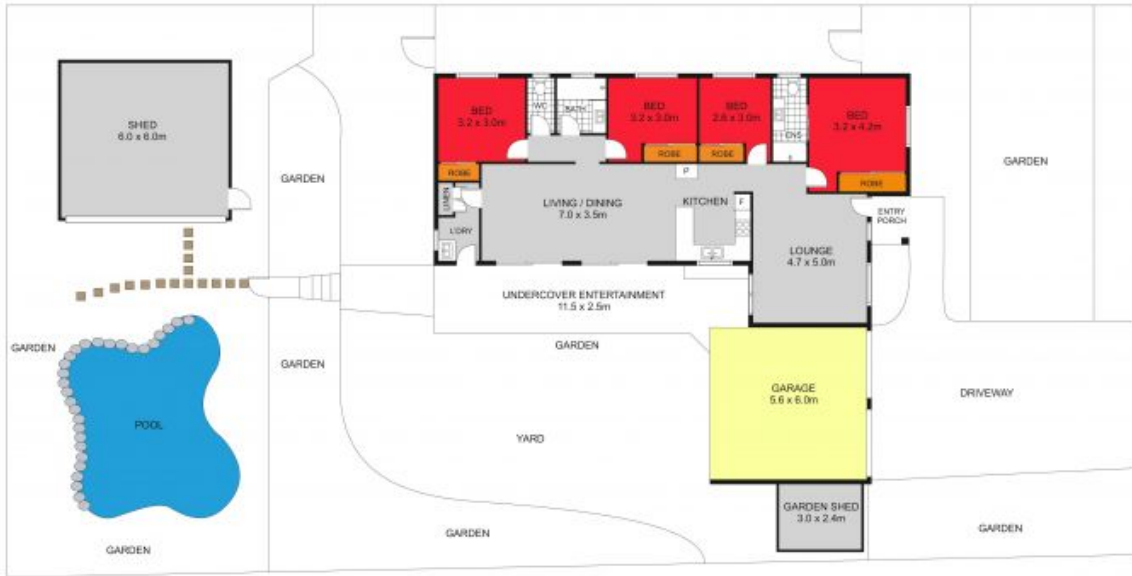 SHED
6.0 x 6.0m
GARDEN
BED
3.2 x 3.0m
ROBE
WC
BATH
BED
3.2 x 3.0m
ROBE
BED
2.6 x 3.0m
ROBE
ENS
BED
3.2 x 4.2m
ROBE
GARDEN
LINEN
L'DRY
LIVING / DINING
7.0 x 3.5m
P
KITCHEN
F
ENTRY
PORCH
LOUNGE
4.7 x 5.0m
UNDERCOVER ENTERTAINMENT
11.5 x 2.5m
GARDEN
GARDEN
GARDEN
POOL
GARAGE
5.6 x 6.0m
DRIVEWAY
YARD
GARDEN SHED
3.0 x 2.4m
GARDEN
GARDEN
GARDEN